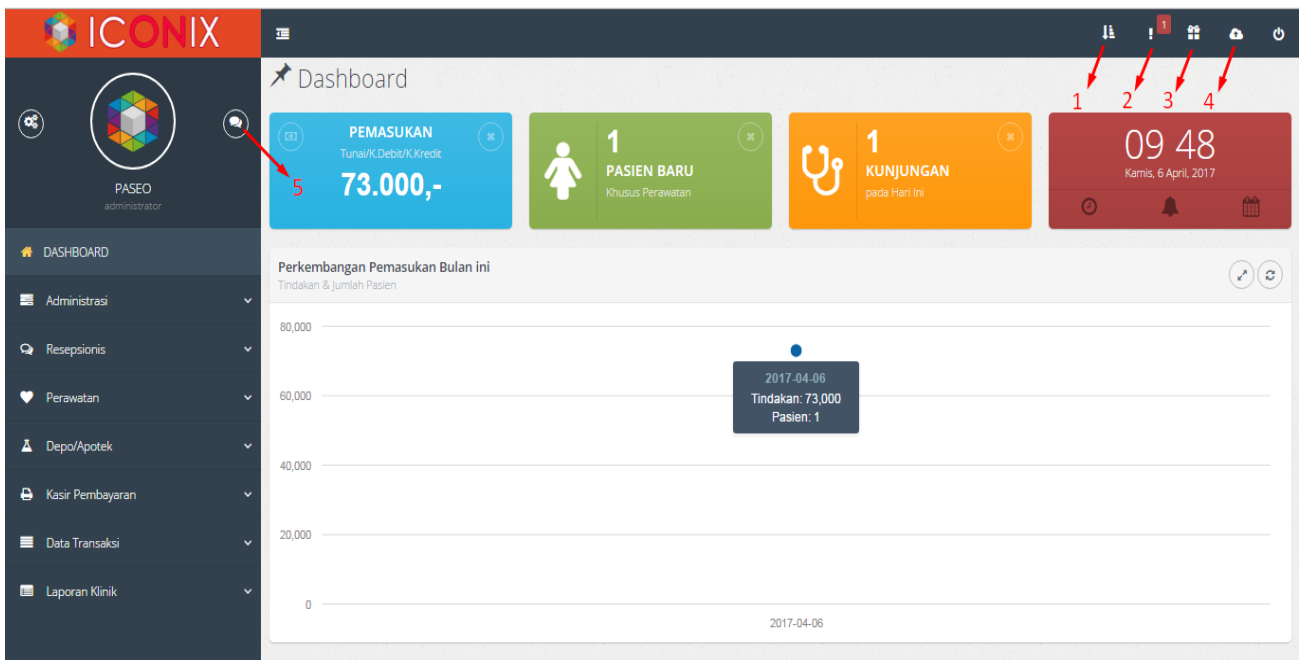 ICONIX
1
1
2
3
4
Dashboard
PEMASUKAN
Tunai/K.Debit/K.Kredit
73.000,-
1
PASIEN BARU
Khusus Perawatan
1
KUNJUNGAN
pada Hari Ini
09 48
Kamis, 6 April, 2017
5
PASEO
administrator
DASHBOARD
Administrasi
Resepsionis
Perawatan
Depo/Apotek
Kasir Pembayaran
Data Transaksi
Laporan Klinik
Perkembangan Pemasukan Bulan ini
Tindakan & Jumlah Pasien
80,000
60,000
40,000
20,000
0
2017-04-06
Tindakan: 73,000
Pasien: 1
2017-04-06